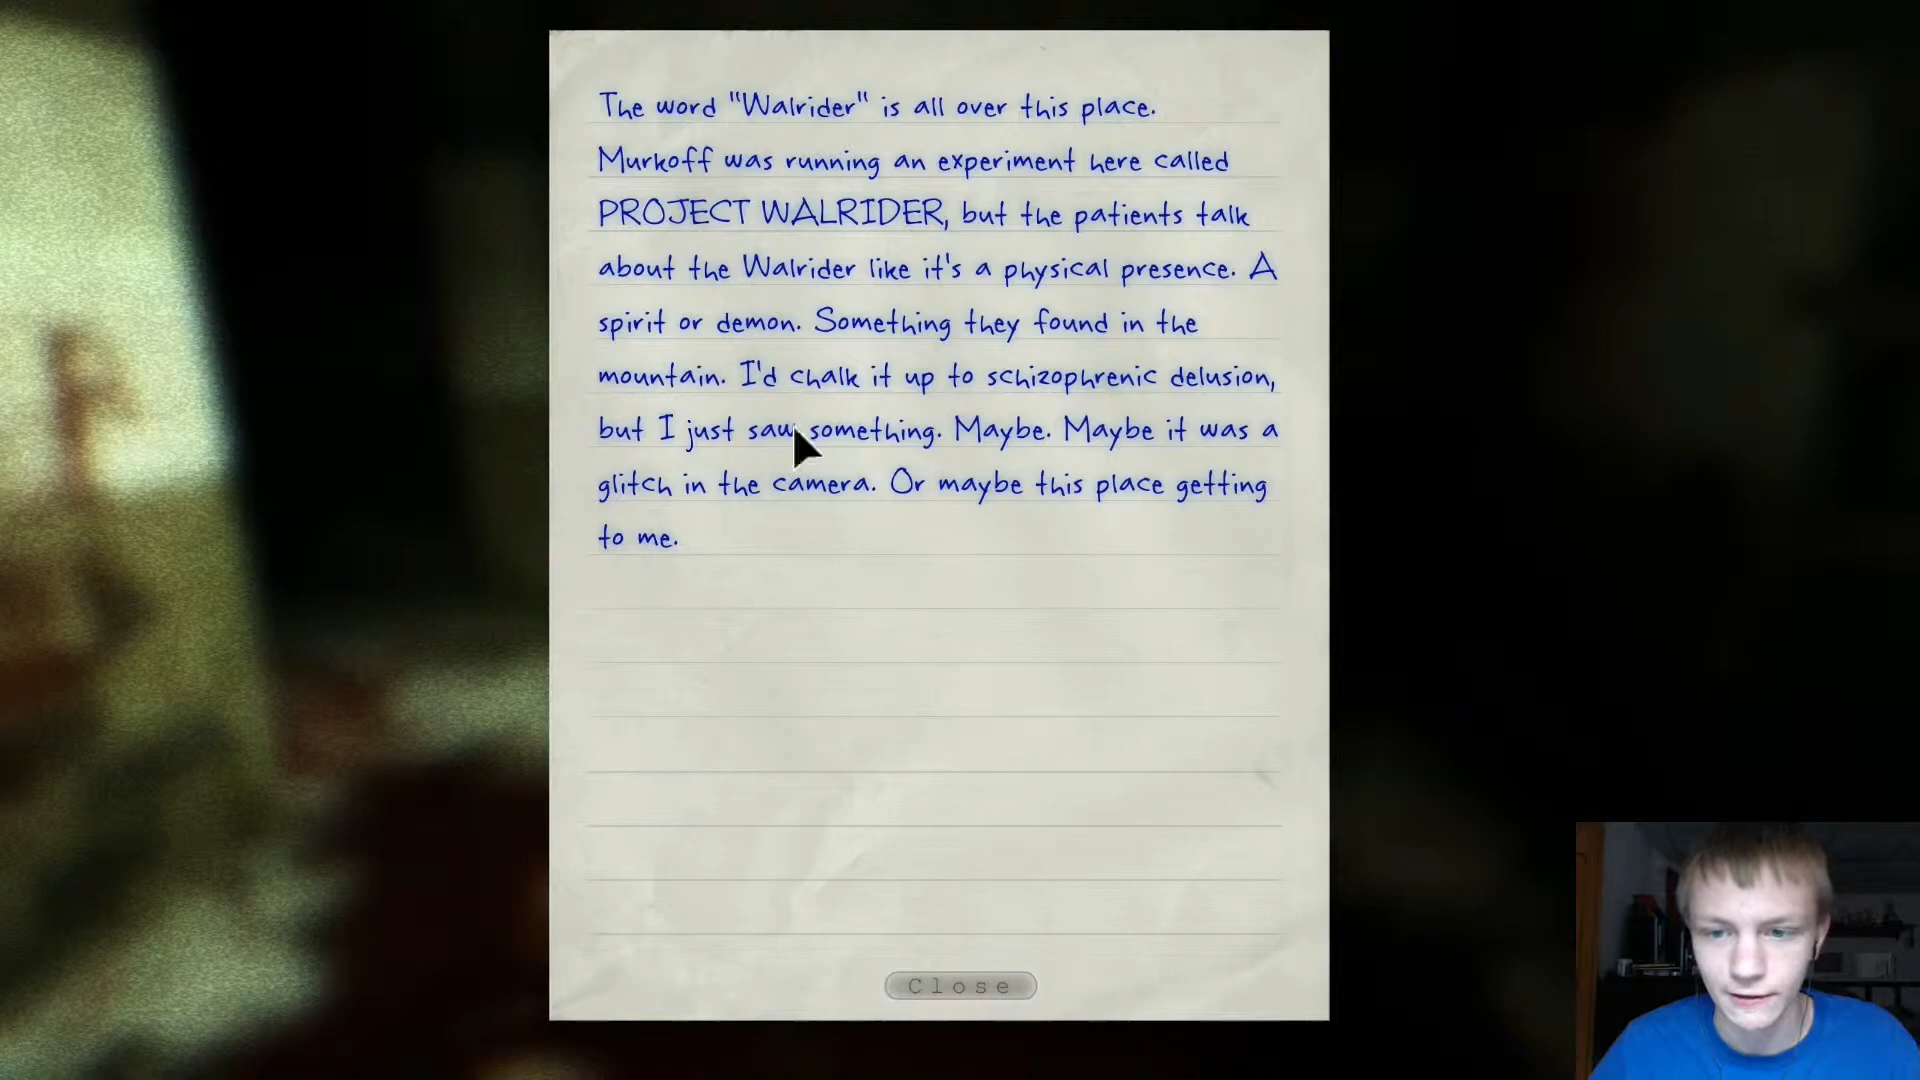 The word "Walrider" is all over this place.
Murkoff was running an experiment here called
PROJECT WALRIDER, but the patients talk
about the Walrider like it's a physical presence. A
spirit or demon. Something they found in the
mountain. I'd chalk it up to schizophrenic delusion,
but I just saw something. Maybe. Maybe it was a
glitch in the camera. Or maybe this place getting
to me.
Close